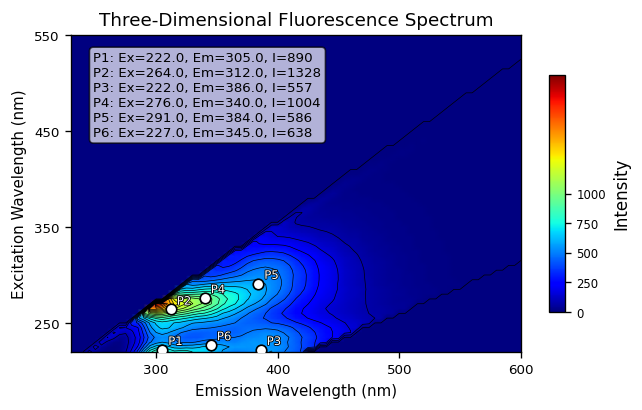 Three-Dimensional Fluorescence Spectrum
P1: Ex=222.0, Em=305.0, I=890
P2: Ex=264.0, Em=312.0, I=1328
P3: Ex=222.0, Em=386.0, I=557
P4: Ex=276.0, Em=340.0, I=1004
P5: Ex=291.0, Em=384.0, I=586
P6: Ex=227.0, Em=345.0, I=638
550
450
350
250
Excitation Wavelength (nm)
P5
P4
P2
P6
P1
P3
300
400
500
600
Emission Wavelength (nm)
1000
750
500
250
0
Intensity